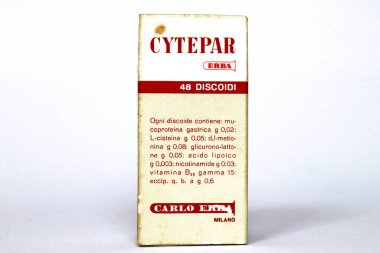 CYTEPAR
ERBA
48 DISCOIDI
Ogni discoide contiene: mu-
coproteina gastrica g 0,02;
L-cisteina g 0,05; d,l-metio-
nina g 0,08; glicurono-latto-
ne g 0,05; acido lipoico
g 0,003; nicotinamide g 0,03;
vitamina B₁₂ gamma 15;
eccip. q. b. a g 0,6
CARLO ERBA
MILANO